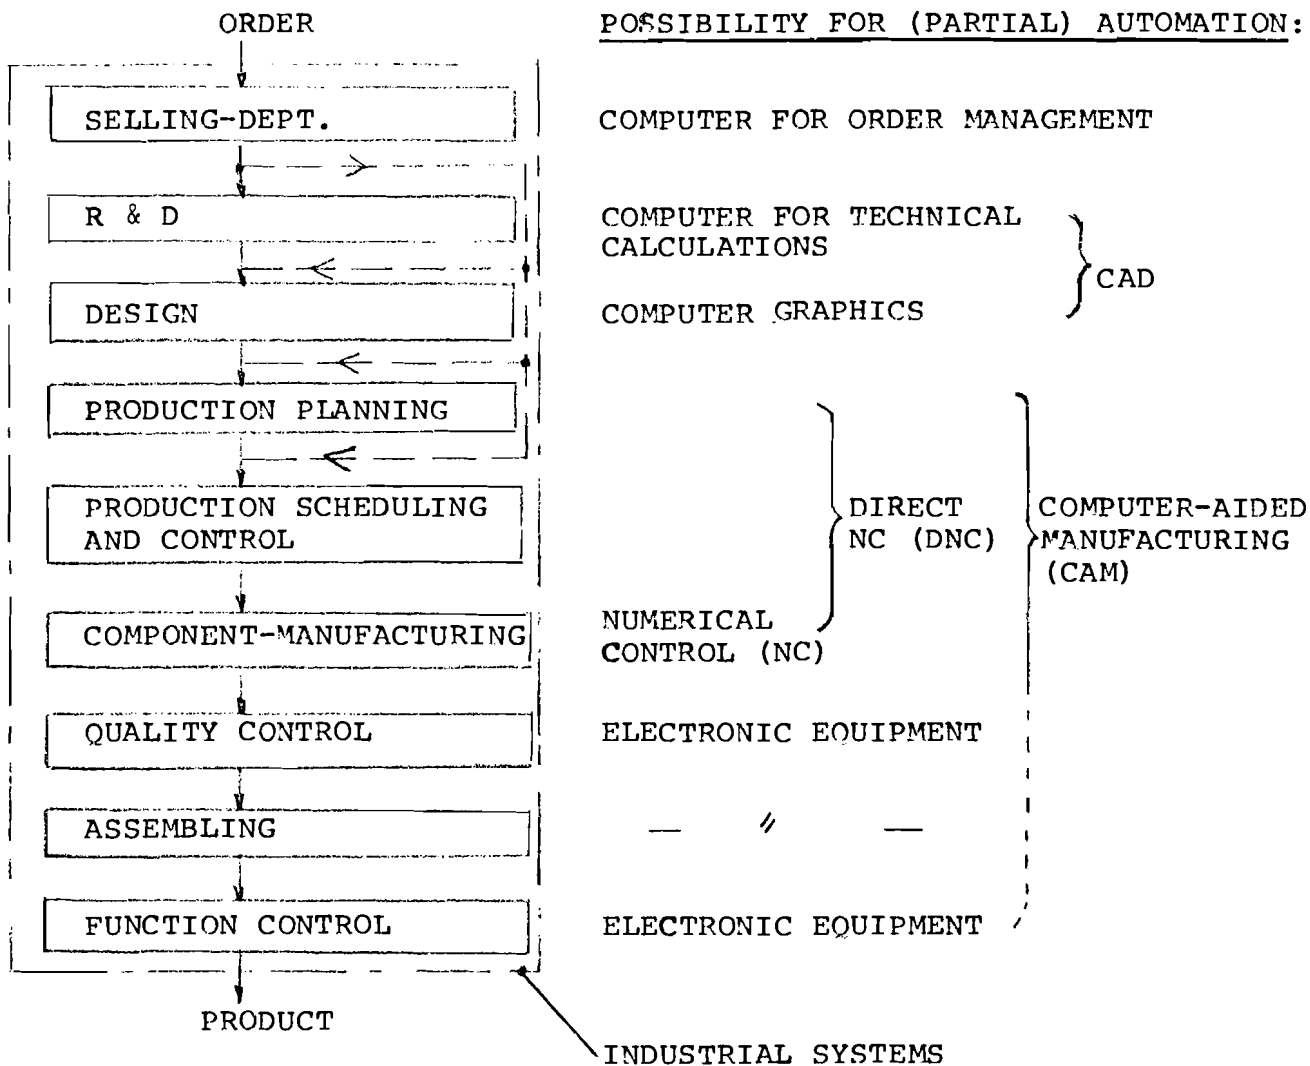 ORDER
POSSIBILITY FOR (PARTIAL) AUTOMATION:
SELLING-DEPT.
COMPUTER FOR ORDER MANAGEMENT
R & D
COMPUTER FOR TECHNICAL
CALCULATIONS
CAD
DESIGN
COMPUTER GRAPHICS
PRODUCTION PLANNING
PRODUCTION SCHEDULING
AND CONTROL
DIRECT
NC (DNC)
COMPUTER-AIDED
MANUFACTURING
(CAM)
COMPONENT-MANUFACTURING
NUMERICAL
CONTROL (NC)
QUALITY CONTROL
ELECTRONIC EQUIPMENT
ASSEMBLING
— " —
FUNCTION CONTROL
ELECTRONIC EQUIPMENT
PRODUCT
INDUSTRIAL SYSTEMS